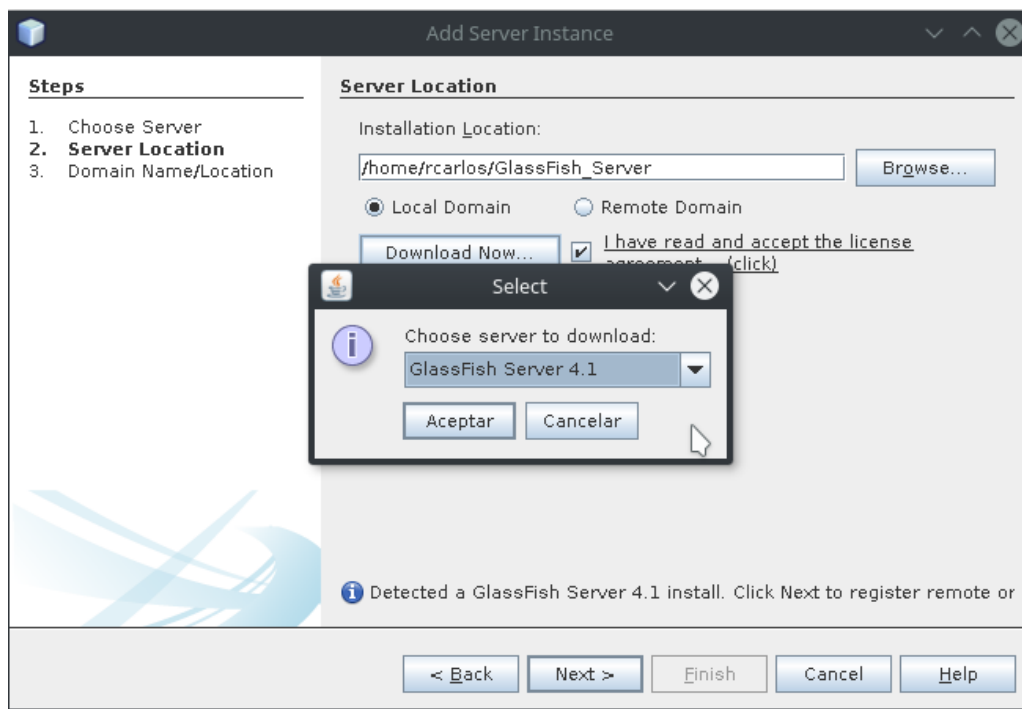 Add Server Instance
Steps
1. Choose Server
2. Server Location
3. Domain Name/Location
Server Location
Installation Location:
/home/rcarlos/GlassFish_Server
Browse...
Local Domain
Remote Domain
Download Now...
I have read and accept the license
agreement... (click)
Select
Choose server to download:
GlassFish Server 4.1
Aceptar
Cancelar
Detected a GlassFish Server 4.1 install. Click Next to register remote or
< Back
Next >
Finish
Cancel
Help